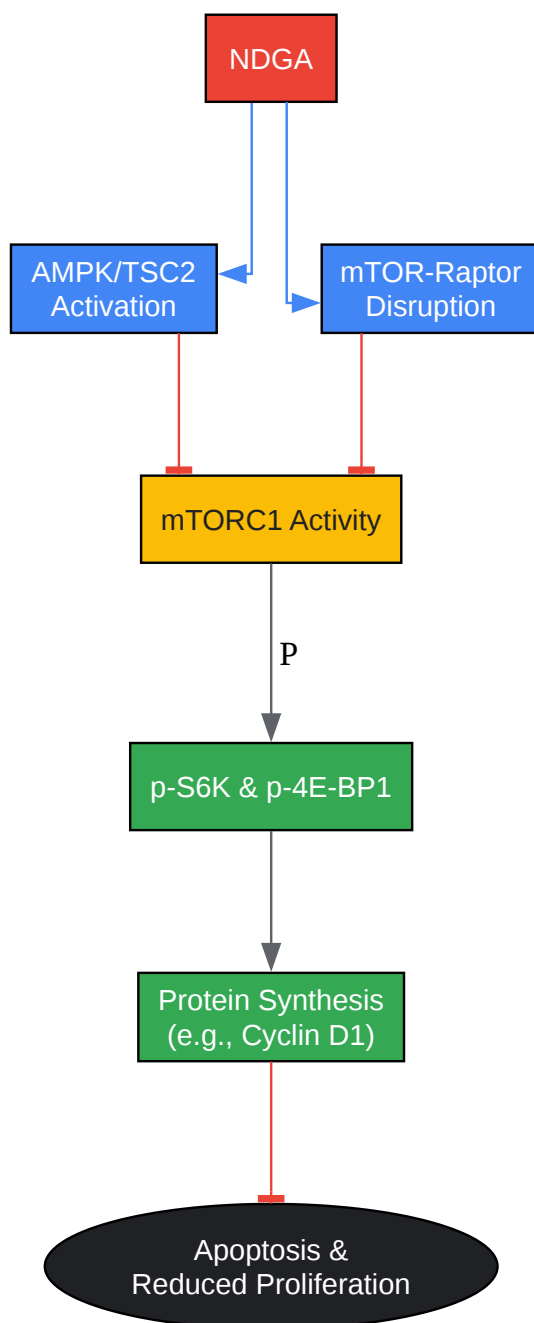 NDGA
AMPK/TSC2
Activation
mTOR-Raptor
Disruption
mTORC1 Activity
P
p-S6K & p-4E-BP1
Protein Synthesis
(e.g., Cyclin D1)
Apoptosis &
Reduced Proliferation